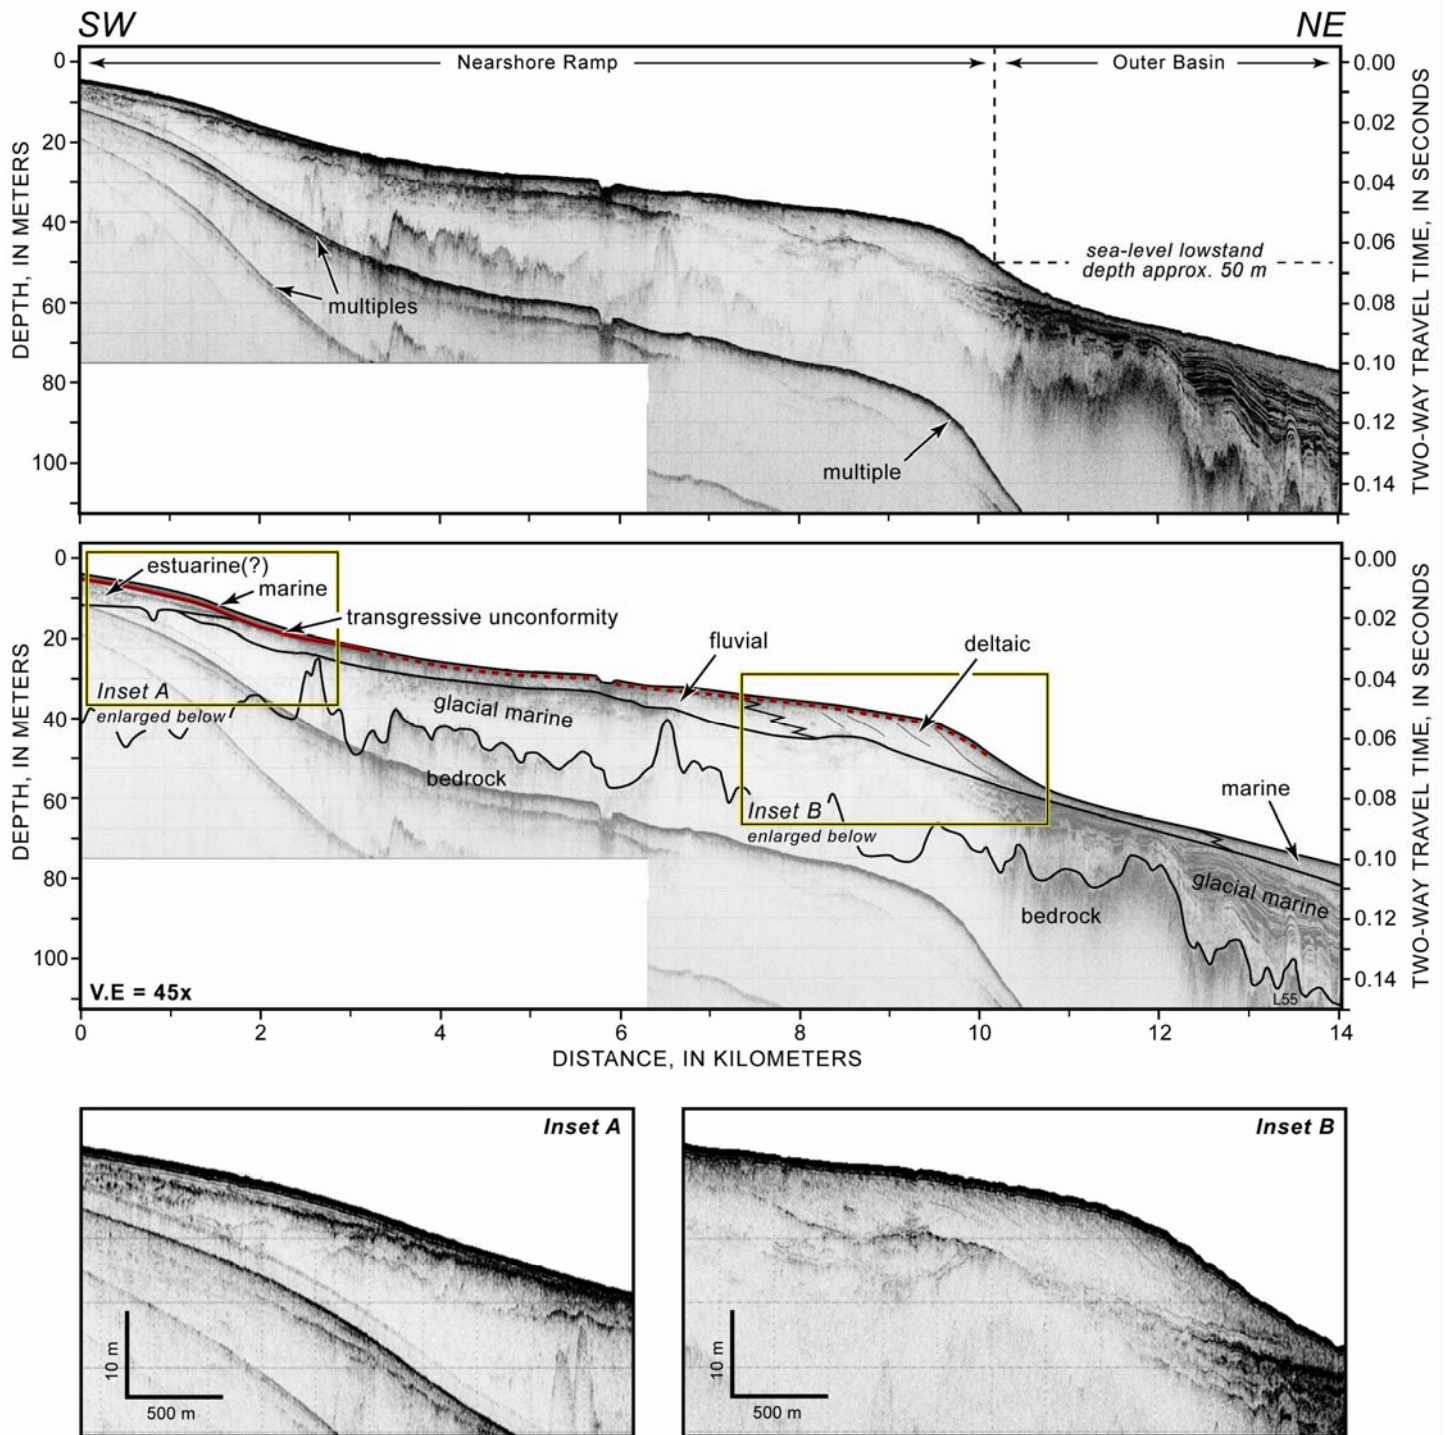 SW
NE
Nearshore Ramp
Outer Basin
0
20
40
60
80
100
DEPTH, IN METERS
0.00
0.02
0.04
0.06
0.08
0.10
0.12
0.14
TWO-WAY TRAVEL TIME, IN SECONDS
sea-level lowstand
depth approx. 50 m
multiples
multiple
0
20
40
60
80
100
DEPTH, IN METERS
0.00
0.02
0.04
0.06
0.08
0.10
0.12
0.14
TWO-WAY TRAVEL TIME, IN SECONDS
estuarine(?)
marine
transgressive unconformity
fluvial
deltaic
Inset A
enlarged below
glacial marine
bedrock
Inset B
enlarged below
marine
glacial marine
bedrock
L55
V.E = 45x
0 2 4 6 8 10 12 14
DISTANCE, IN KILOMETERS
Inset A
10 m
500 m
Inset B
10 m
500 m